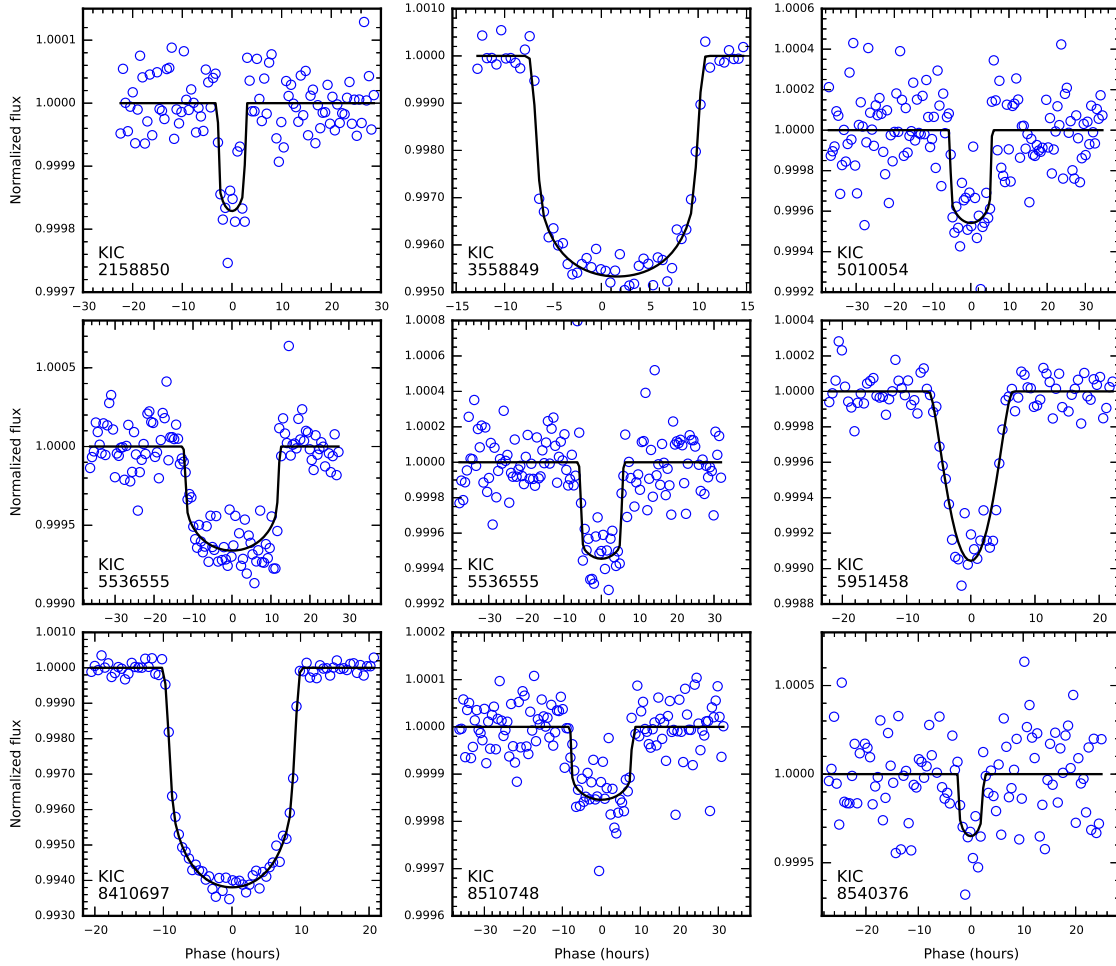 Normalized flux
1.0001
1.0000
0.9999
0.9998
0.9997
−30 −20 −10 0 10 20 30
KIC
2158850
1.0010
1.0000
0.9990
0.9980
0.9970
0.9960
0.9950
−15 −10 −5 0 5 10 15
KIC
3558849
1.0006
1.0004
1.0002
1.0000
0.9998
0.9996
0.9994
0.9992
−30 −20 −10 0 10 20 30
KIC
5010054
Normalized flux
1.0005
1.0000
0.9995
0.9990
−30 −20 −10 0 10 20 30
KIC
5536555
1.0008
1.0006
1.0004
1.0002
1.0000
0.9998
0.9996
0.9994
0.9992
−30 −20 −10 0 10 20 30
KIC
5536555
1.0004
1.0002
1.0000
0.9998
0.9996
0.9994
0.9992
0.9990
0.9988
−20 −10 0 10 20
KIC
5951458
Normalized flux
1.0010
1.0000
0.9990
0.9980
0.9970
0.9960
0.9950
0.9940
0.9930
−20 −10 0 10 20
KIC
8410697
Phase (hours)
1.0002
1.0001
1.0000
0.9999
0.9998
0.9997
0.9996
−30 −20 −10 0 10 20 30
KIC
8510748
Phase (hours)
1.0005
1.0000
0.9995
−20 −10 0 10 20
KIC
8540376
Phase (hours)